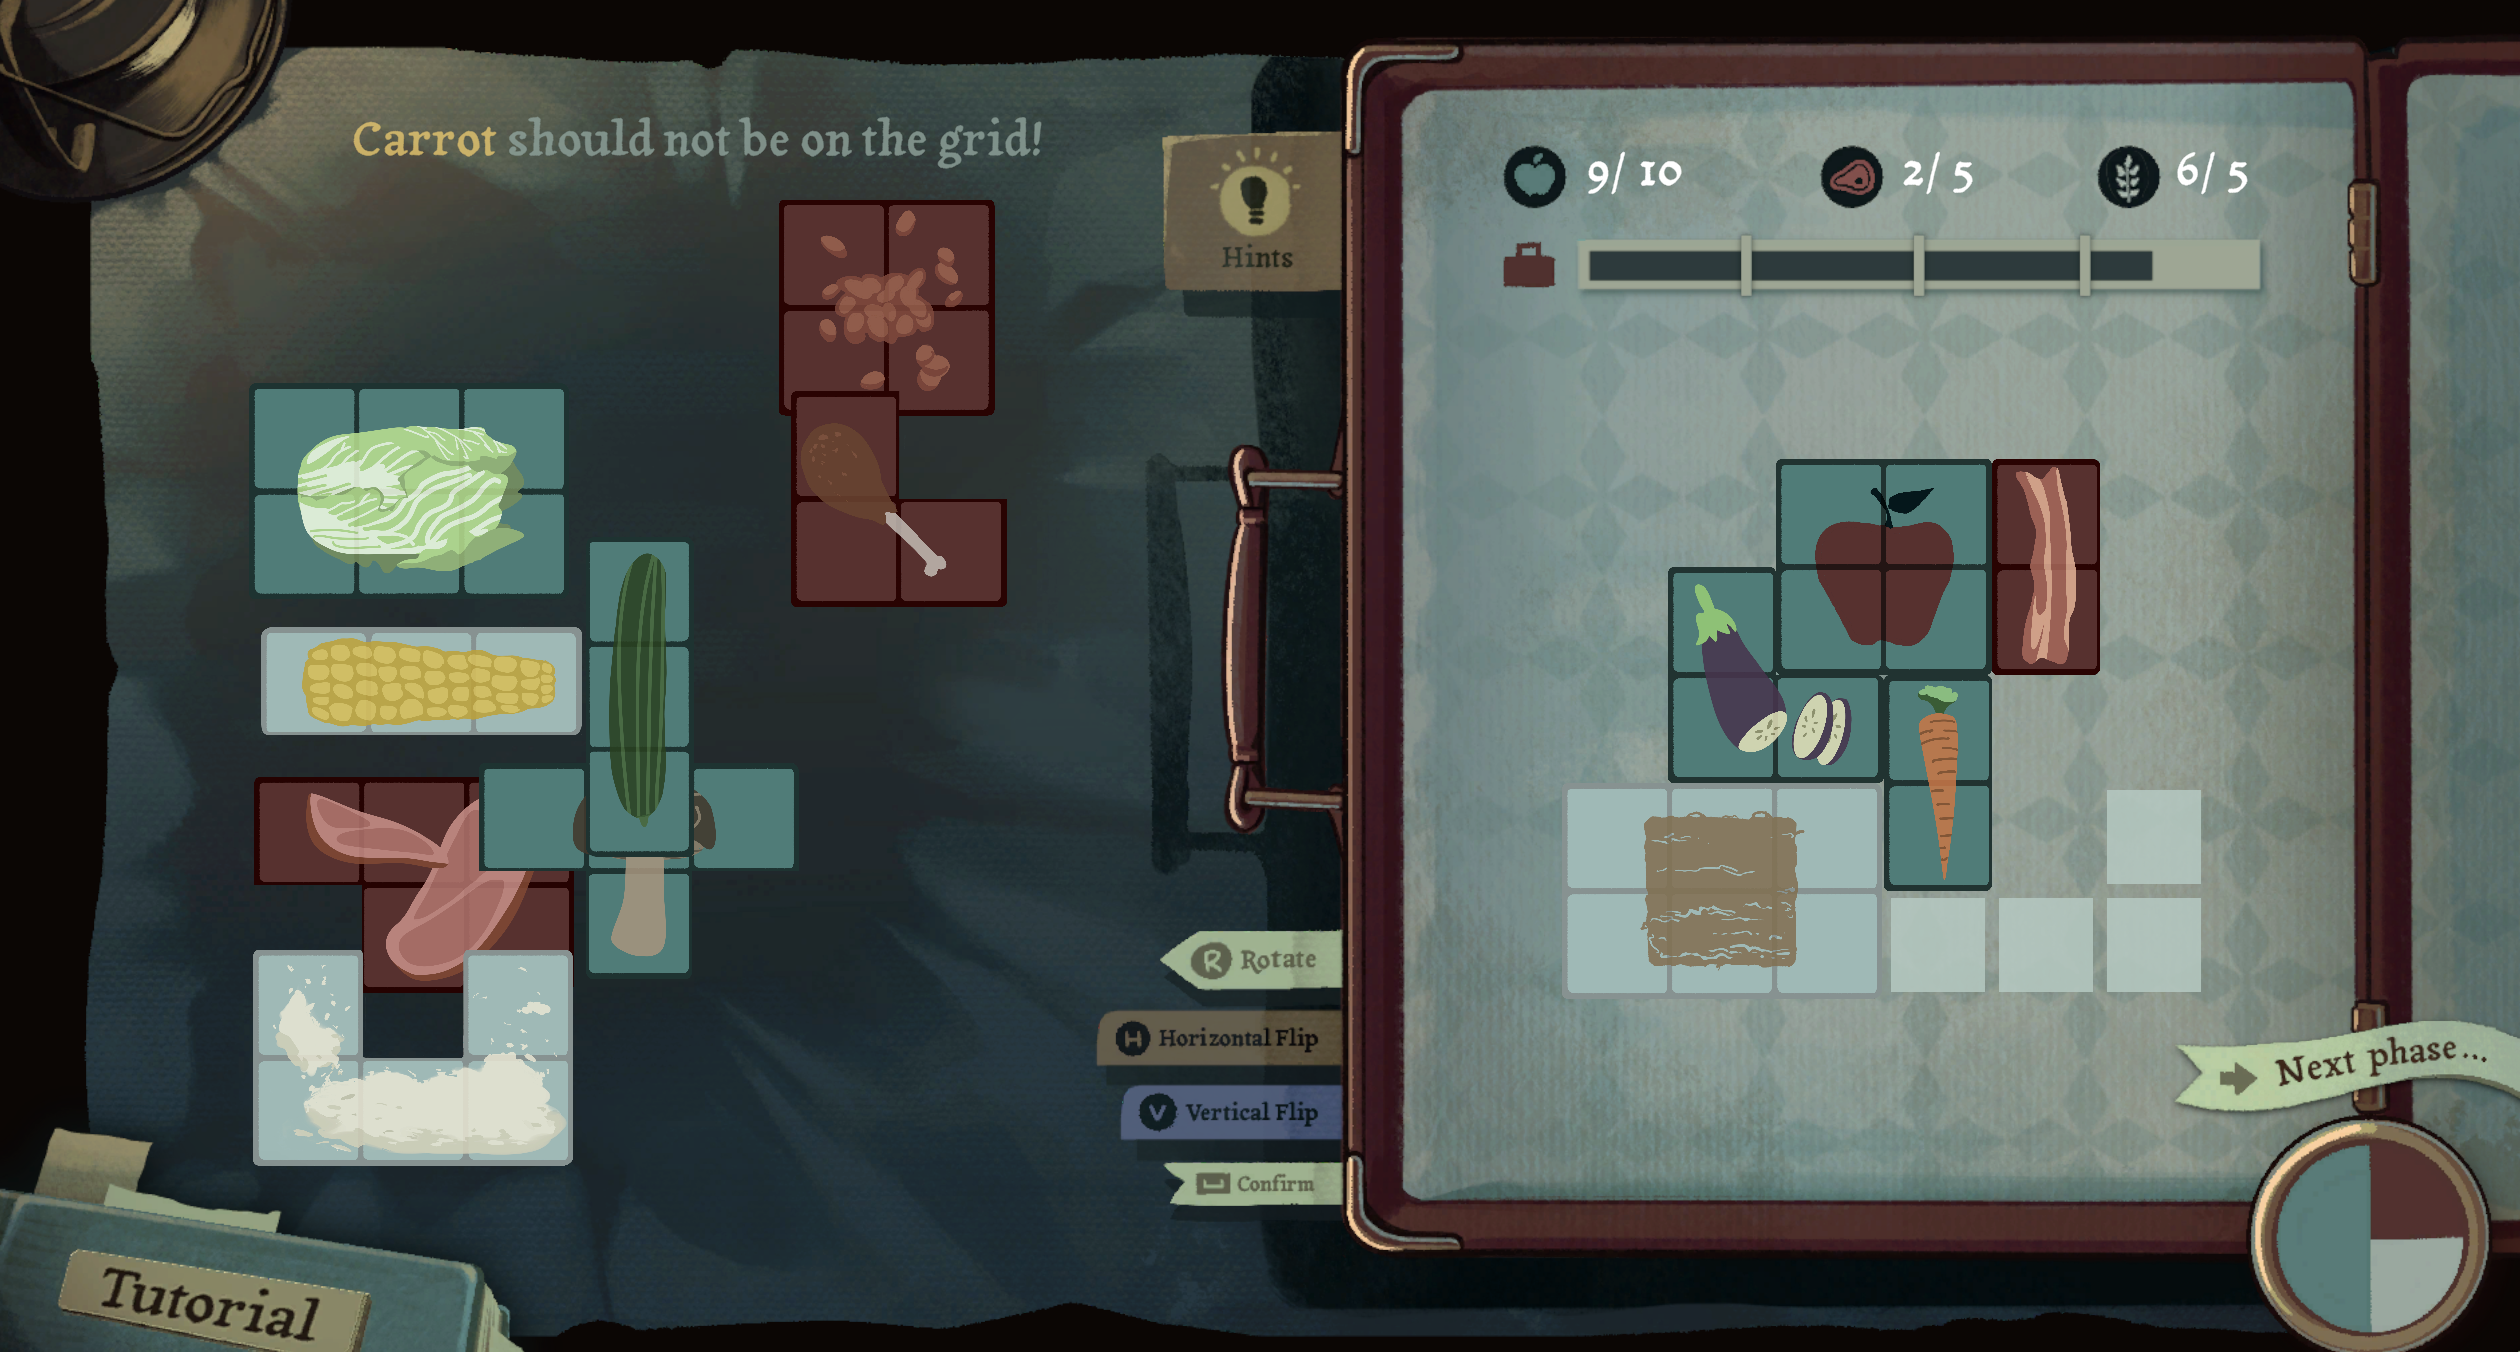 Carrot should not be on the grid!
Hints
9/ 10
2/ 5
6/ 5
R Rotate
H Horizontal Flip
V Vertical Flip
Confirm
Next phase...
Tutorial